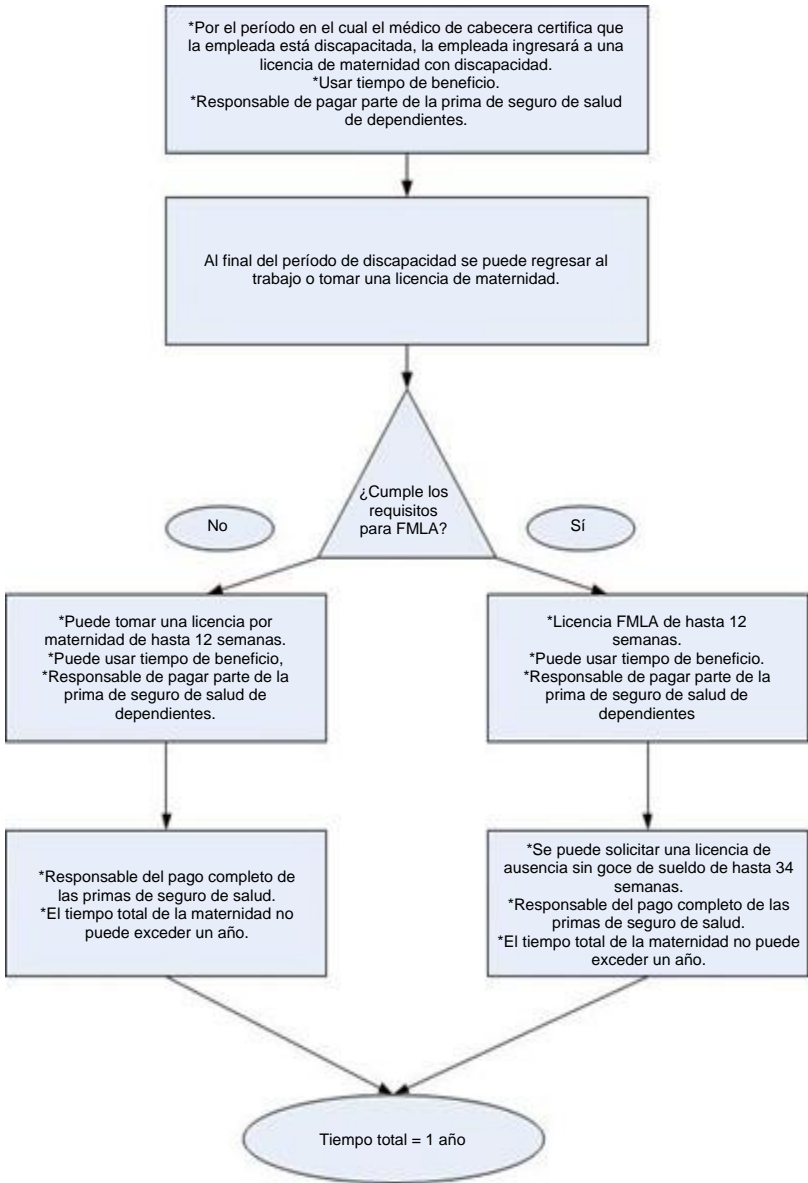 *Por el período en el cual el médico de cabecera certifica que
la empleada está discapacitada, la empleada ingresará a una
licencia de maternidad con discapacidad.
*Usar tiempo de beneficio.
*Responsable de pagar parte de la prima de seguro de salud
de dependientes.
Al final del período de discapacidad se puede regresar al
trabajo o tomar una licencia de maternidad.
¿Cumple los
requisitos
para FMLA?
No
Sí
*Puede tomar una licencia por
maternidad de hasta 12 semanas.
*Puede usar tiempo de beneficio,
*Responsable de pagar parte de la
prima de seguro de salud de
dependientes.
*Licencia FMLA de hasta 12
semanas.
*Puede usar tiempo de beneficio.
*Responsable de pagar parte de la
prima de seguro de salud de
dependientes
*Responsable del pago completo de
las primas de seguro de salud.
*El tiempo total de la maternidad no
puede exceder un año.
*Se puede solicitar una licencia de
ausencia sin goce de sueldo de hasta 34
semanas.
*Responsable del pago completo de las
primas de seguro de salud.
*El tiempo total de la maternidad no puede
exceder un año.
Tiempo total = 1 año